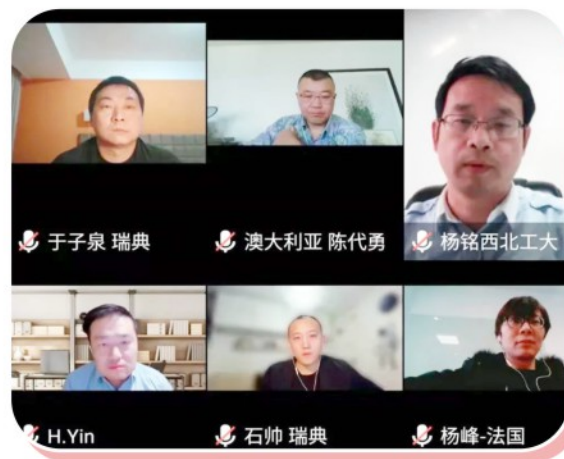 于子泉 瑞典
澳大利亚 陈代勇
杨铭西北工大
H.Yin
石帅 瑞典
杨峰-法国